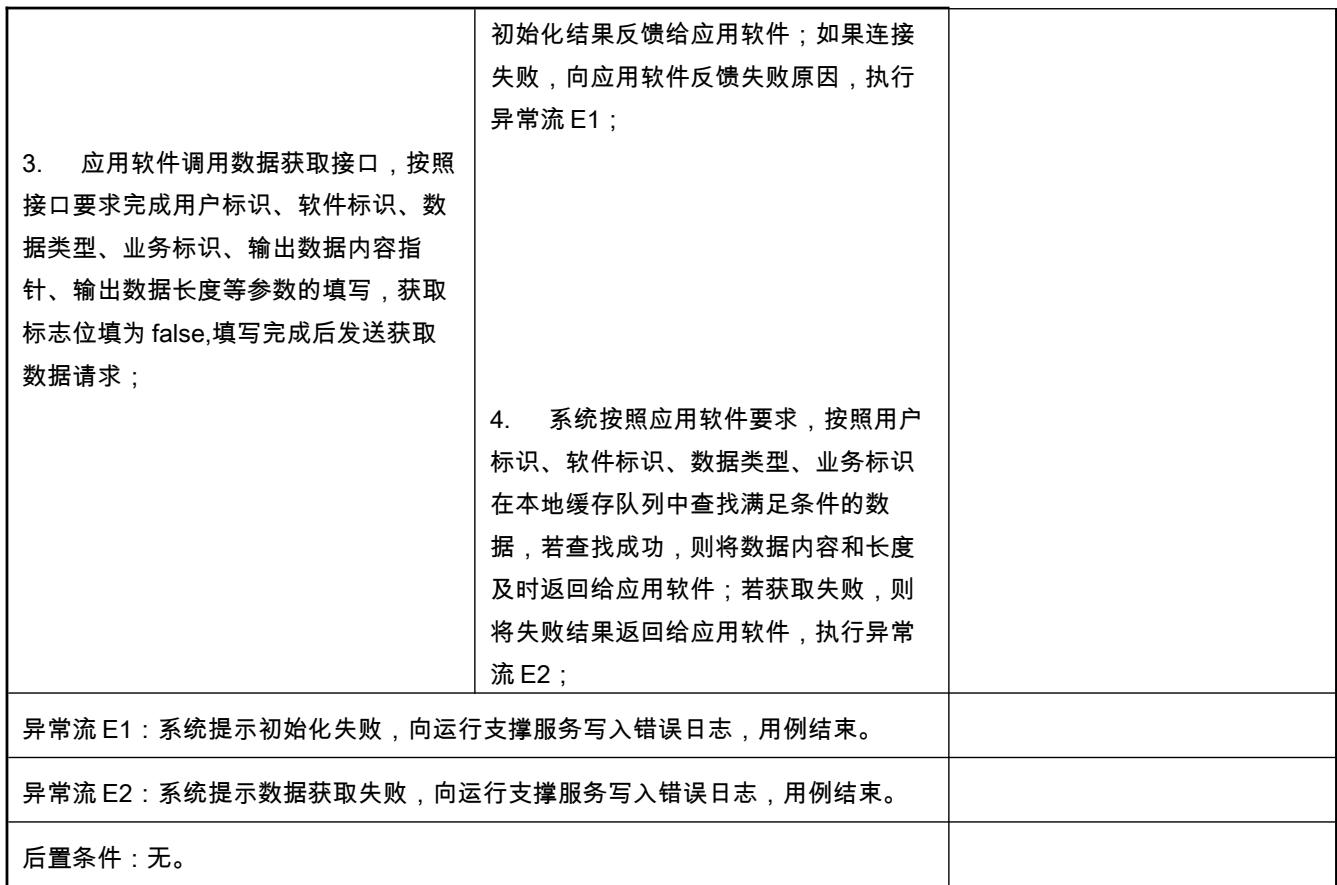 初始化结果反馈给应用软件；如果连接
失败，向应用软件反馈失败原因，执行
异常流 E1；
3. 应用软件调用数据获取接口，按照
接口要求完成用户标识、软件标识、数
据类型、业务标识、输出数据内容指
针、输出数据长度等参数的填写，获取
标志位填为 false,填写完成后发送获取
数据请求；
4. 系统按照应用软件要求，按照用户
标识、软件标识、数据类型、业务标识
在本地缓存队列中查找满足条件的数
据，若查找成功，则将数据内容和长度
及时返回给应用软件；若获取失败，则
将失败结果返回给应用软件，执行异常
流 E2；
异常流 E1：系统提示初始化失败，向运行支撑服务写入错误日志，用例结束。
异常流 E2：系统提示数据获取失败，向运行支撑服务写入错误日志，用例结束。
后置条件：无。